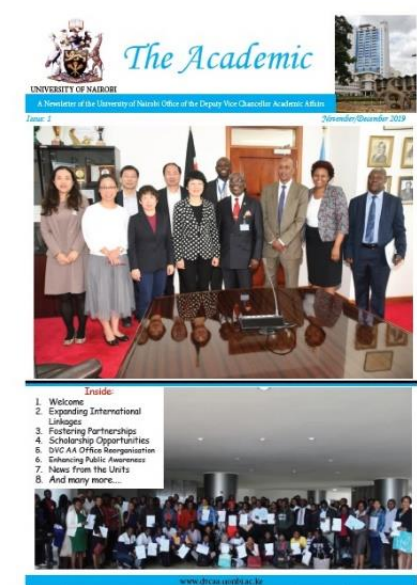 The Academic
UNIVERSITY OF NAIROBI
A Newsletter of the University of Nairobi Office of the Deputy Vice Chancellor Academic Affairs
Issue: 1
November/December 2019
Inside:
1. Welcome
2. Expanding International
Linkages
3. Fostering Partnerships
4. Scholarship Opportunities
5. DVC AA Office Reorganisation
6. Enhancing Public Awareness
7. News from the Units
8. And many more....
www.dvcaa.uonbi.ac.ke